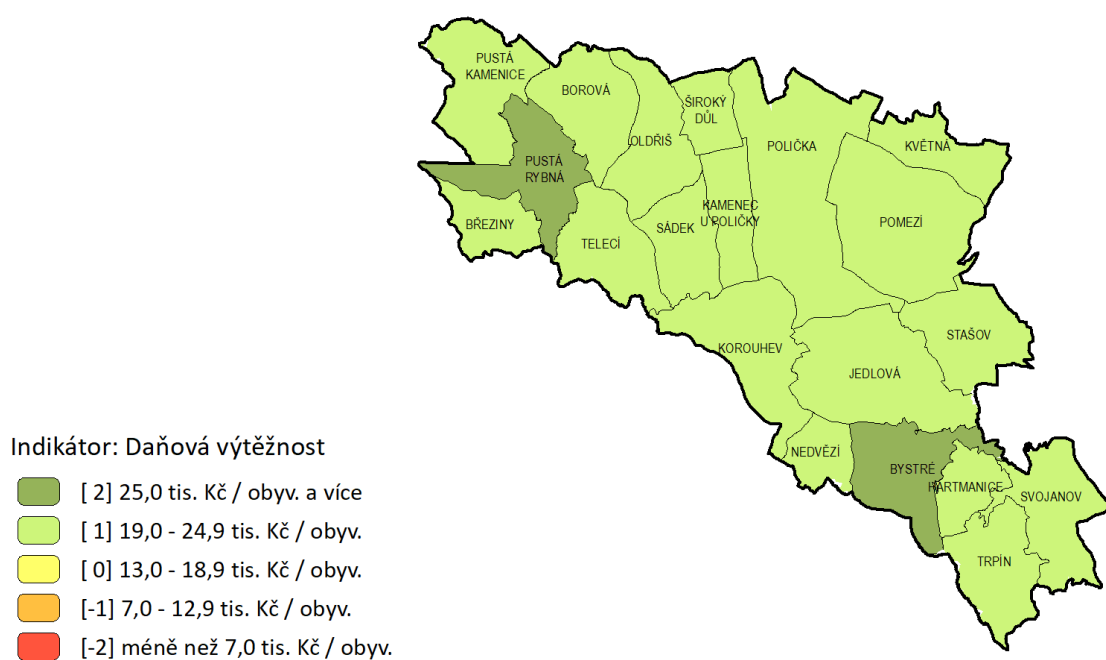 PUSTÁ
KAMENICE
BOROVÁ
ŠIROKÝ
DŮL
OLDŘIŠ
POLIČKA
KVĚTNÁ
PUSTÁ
RYBNÁ
KAMENEC
U POLIČKY
BŘEZINY
SÁDEK
POMEZÍ
TELECÍ
STAŠOV
KOROUHEV
JEDLOVÁ
NEDVĚZÍ
BYSTRÉ
HARTMANICE
SVOJANOV
TRPÍN
Indikátor: Daňová výtěžnost
[ 2] 25,0 tis. Kč / obyv. a více
[ 1] 19,0 - 24,9 tis. Kč / obyv.
[ 0] 13,0 - 18,9 tis. Kč / obyv.
[-1] 7,0 - 12,9 tis. Kč / obyv.
[-2] méně než 7,0 tis. Kč / obyv.